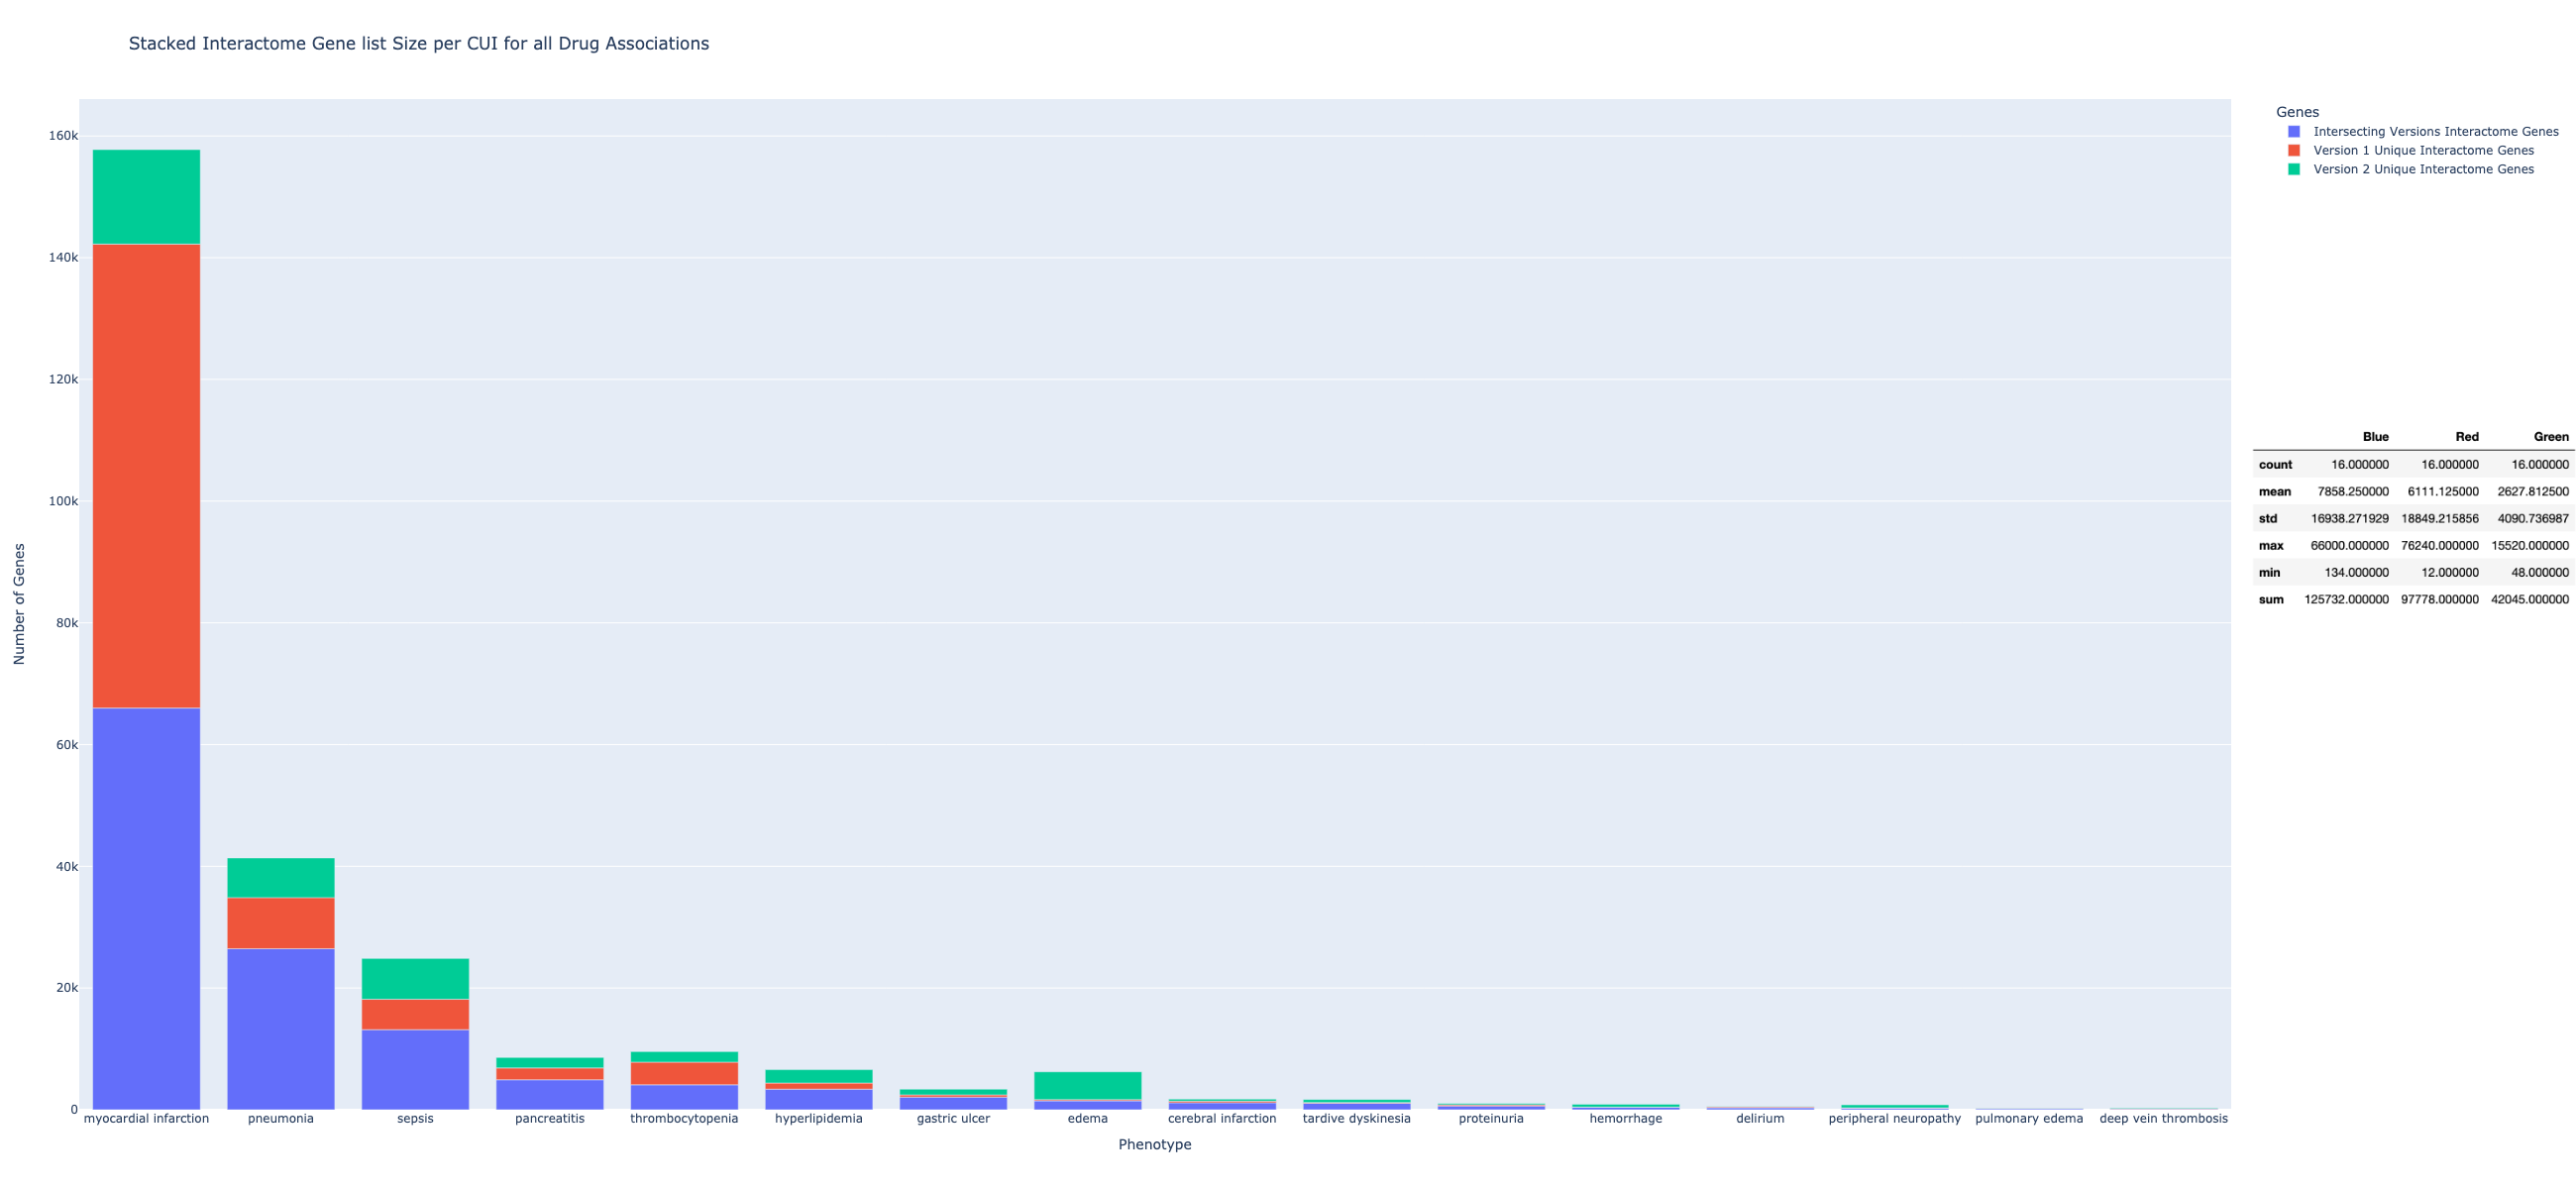 Stacked Interactome Gene list Size per CUI for all Drug Associations
Genes
Intersecting Versions Interactome Genes
Version 1 Unique Interactome Genes
Version 2 Unique Interactome Genes
160k
140k
120k
100k
80k
60k
40k
20k
0
Number of Genes
myocardial infarction pneumonia sepsis pancreatitis thrombocytopenia hyperlipidemia gastric ulcer edema cerebral infarction tardive dyskinesia proteinuria hemorrhage delirium peripheral neuropathy pulmonary edema deep vein thrombosis
Phenotype
Blue Red Green
count 16.000000 16.000000 16.000000
mean 7858.250000 6111.125000 2627.812500
std 16938.271929 18849.215856 4090.736987
max 66000.000000 76240.000000 15520.000000
min 134.000000 12.000000 48.000000
sum 125732.000000 97778.000000 42045.000000